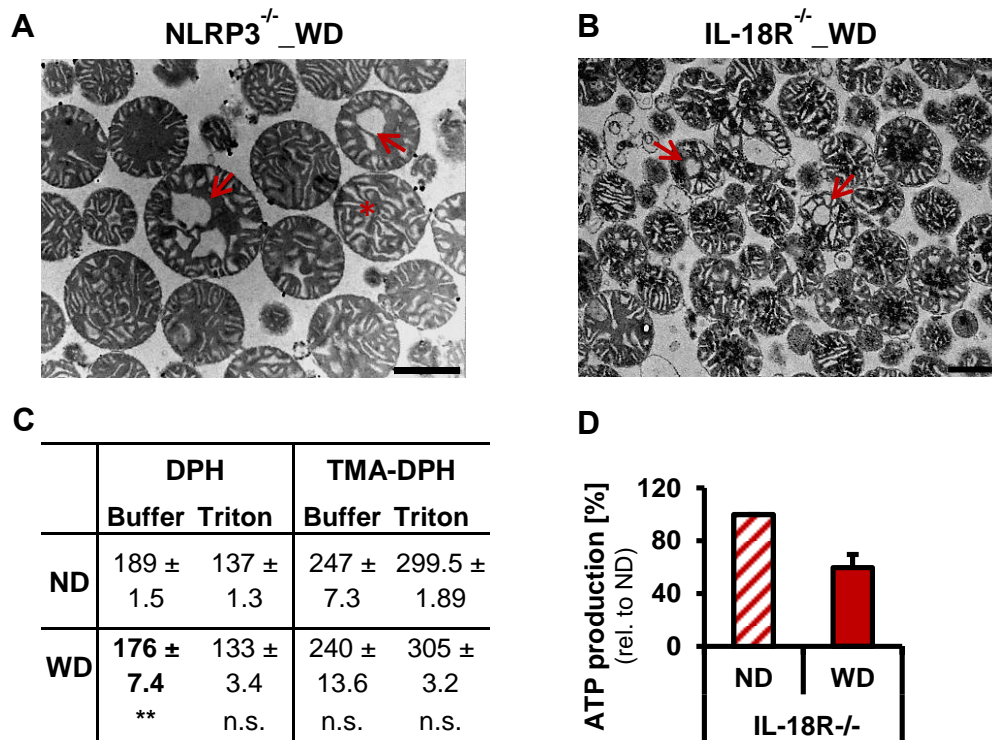 A
NLRP3-/-_WD
B
IL-18R-/-_WD
*
C
DPH TMA-DPH
Buffer Triton Buffer Triton
ND 189 ± 137 ± 247 ± 299.5 ±
1.5 1.3 7.3 1.89
WD 176 ± 133 ± 240 ± 305 ±
7.4 3.4 13.6 3.2
** n.s. n.s. n.s.
D
ATP production [%]
(rel. to ND)
120
80
40
0
ND WD
IL-18R-/-